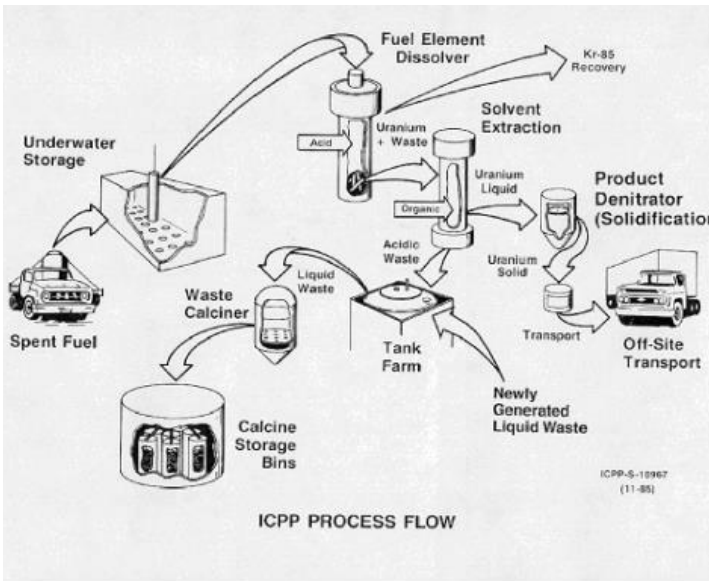 Fuel Element
Dissolver
Kr-85
Recovery
Solvent
Extraction
Underwater
Storage
Acid
Uranium
+ Waste
Uranium
Liquid
Product
Denitrator
(Solidification
Organic
Acidic
Waste
Uranium
Solid
Liquid
Waste
Waste
Calciner
Spent Fuel
Tank
Farm
Transport
Off-Site
Transport
Newly
Generated
Liquid Waste
Calcine
Storage
Bins
ICPP-S-10967
(11-85)
ICPP PROCESS FLOW